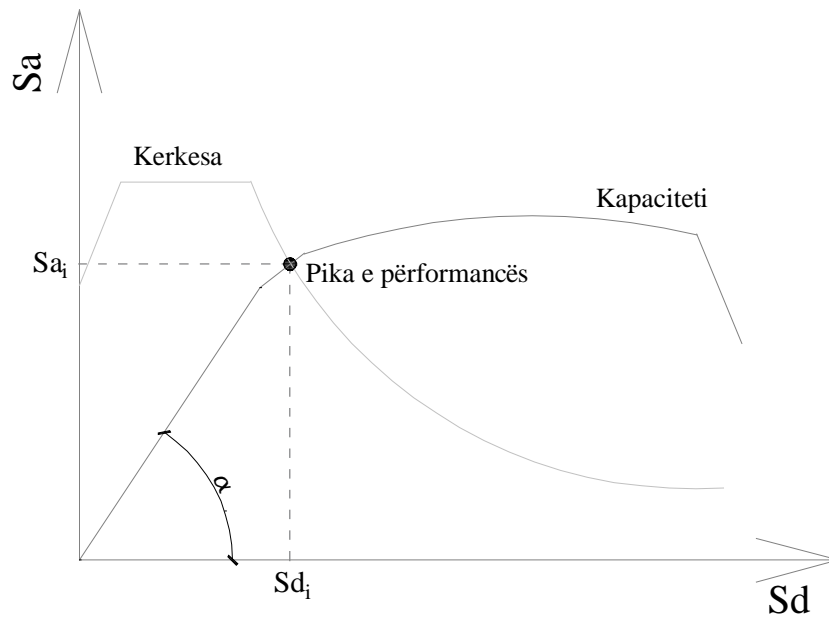 Sa
Kerkesa
Kapaciteti
Sa_i
Pika e përformancës
α
Sd_i
Sd